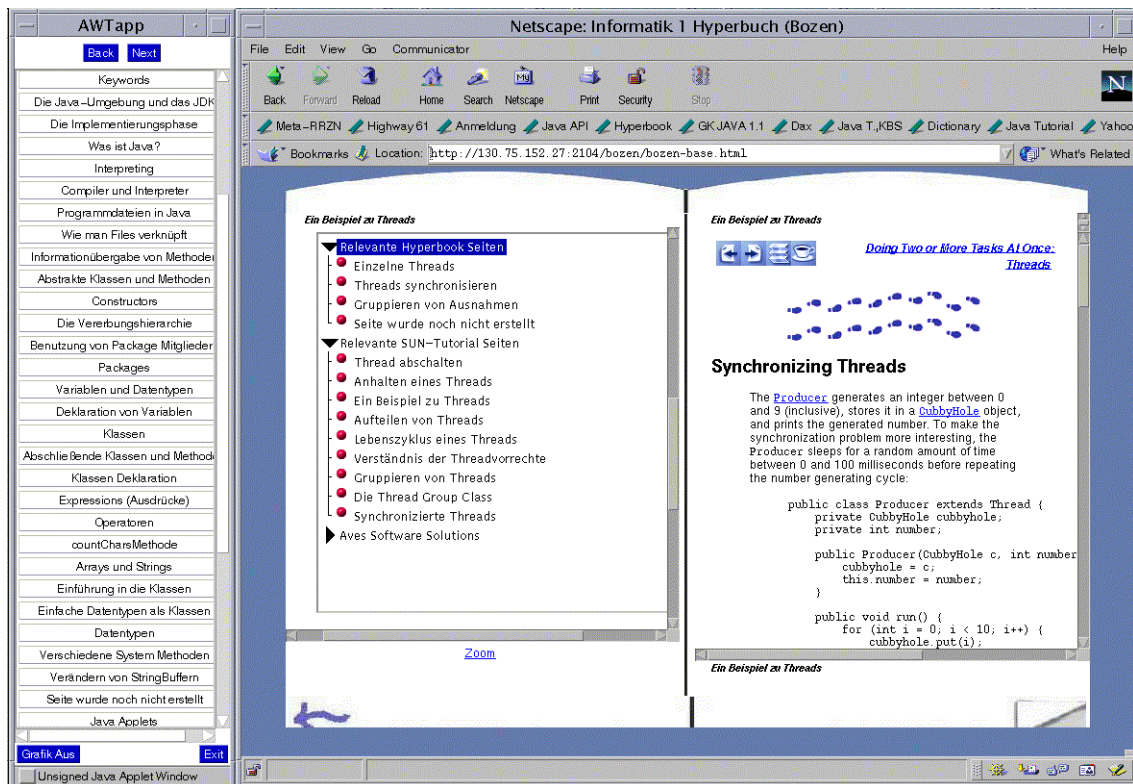 AWTapp
Back Next
Keywords
Die Java-Umgebung und das JDK
Die Implementierungsphase
Was ist Java?
Interpreting
Compiler und Interpreter
Programmdateien in Java
Wie man Files verknüpft
Informationübergabe von Methoden
Abstrakte Klassen und Methoden
Constructors
Die Vererbungshierarchie
Benutzung von Package Mitglieder
Packages
Variablen und Datentypen
Deklaration von Variablen
Klassen
Abschließende Klassen und Method
Klassen Deklaration
Expressions (Ausdrücke)
Operatoren
countCharsMethode
Arrays und Strings
Einführung in die Klassen
Einfache Datentypen als Klassen
Datentypen
Verschiedene System Methoden
Verändern von StringBuffern
Seite wurde noch nicht erstellt
Java Applets
Grafik Aus Exit
Unsigned Java Applet Window
Netscape: Informatik 1 Hyperbuch (Bozen)
File Edit View Go Communicator Help
Back Forward Reload Home Search Netscape Print Security Stop
My
N
Meta-RRZN Highway 61 Anmeldung Java API Hyperbook GK JAVA 1.1 Dax Java T.,KBS Dictionary Java Tutorial Yahoo
Bookmarks Location: http://130.75.152.27:2104/bozen/bozen-base.html What's Related
Ein Beispiel zu Threads
Relevante Hyperbook Seiten
Einzelne Threads
Threads synchronisieren
Gruppieren von Ausnahmen
Seite wurde noch nicht erstellt
Relevante SUN-Tutorial Seiten
Thread abschalten
Anhalten eines Threads
Ein Beispiel zu Threads
Aufteilen von Threads
Lebenszyklus eines Threads
Verständnis der Threadvorrechte
Gruppieren von Threads
Die Thread Group Class
Synchronizierte Threads
Aves Software Solutions
Zoom
Ein Beispiel zu Threads
Doing Two or More Tasks At Once:
Threads
Synchronizing Threads
The Producer generates an integer between 0
and 9 (inclusive), stores it in a CubbyHole object,
and prints the generated number. To make the
synchronization problem more interesting, the
Producer sleeps for a random amount of time
between 0 and 100 milliseconds before repeating
the number generating cycle:
public class Producer extends Thread {
private CubbyHole cubbyhole;
private int number;
public Producer(CubbyHole c, int number
cubbyhole = c;
this.number = number;
}
public void run() {
for (int i = 0; i < 10; i++) {
cubbyhole.put(i);
Ein Beispiel zu Threads